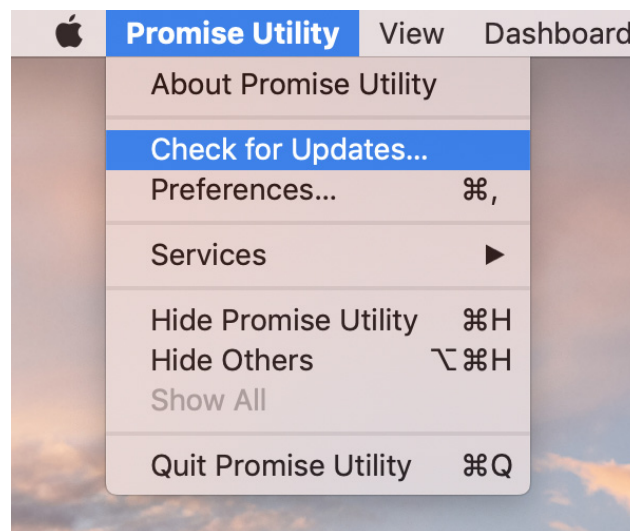 Promise Utility View Dashboard
About Promise Utility
Check for Updates...
Preferences... ⌘,
Services ▶
Hide Promise Utility ⌘H
Hide Others ⌥⌘H
Show All
Quit Promise Utility ⌘Q